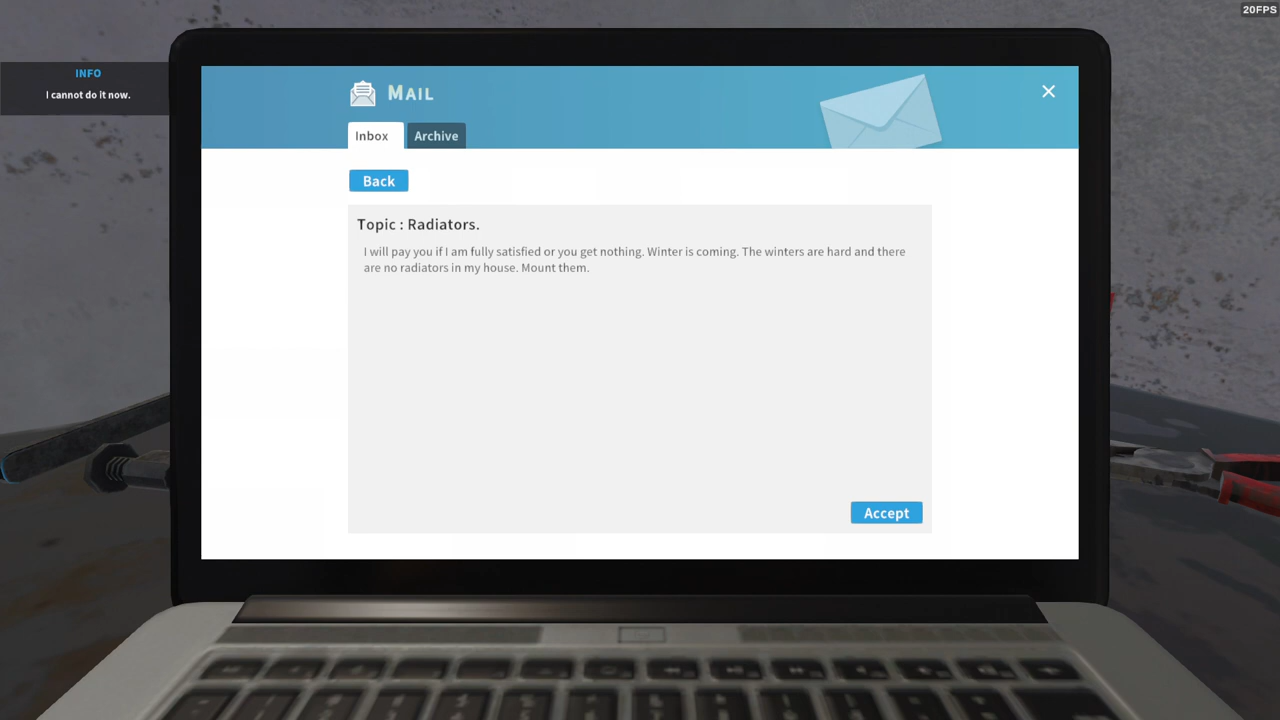 20FPS
INFO
I cannot do it now.
MAIL
Inbox
Archive
Back
Topic : Radiators.
I will pay you if I am fully satisfied or you get nothing. Winter is coming. The winters are hard and there
are no radiators in my house. Mount them.
Accept